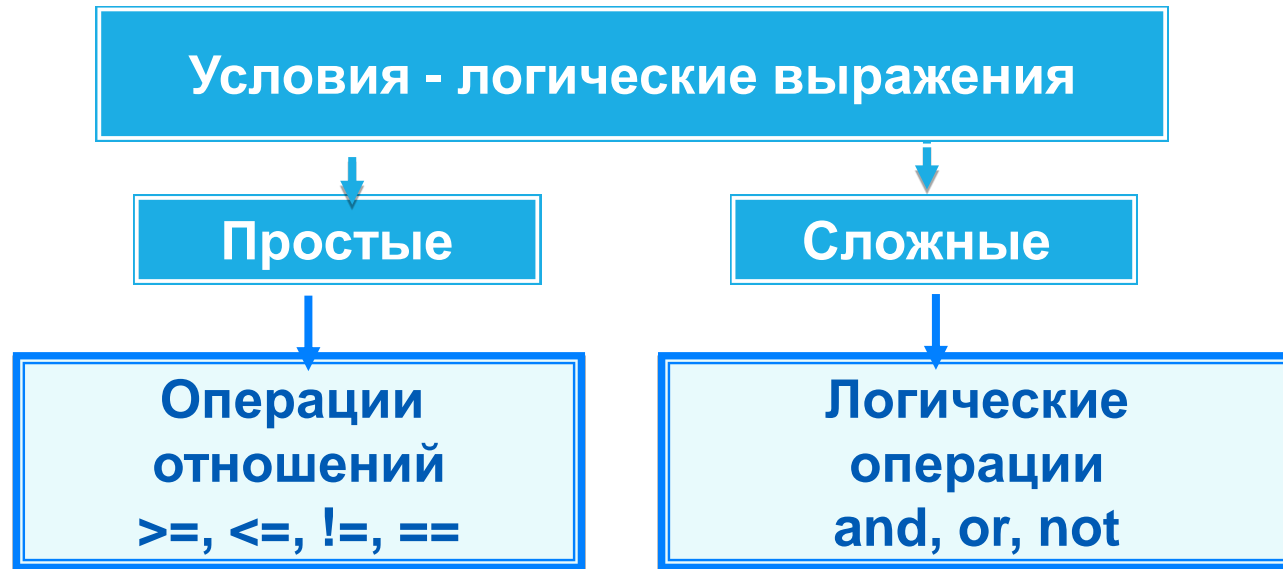 Условия - логические выражения
Простые
Сложные
Операции
отношений
>=, <=, !=, ==
Логические
операции
and, or, not